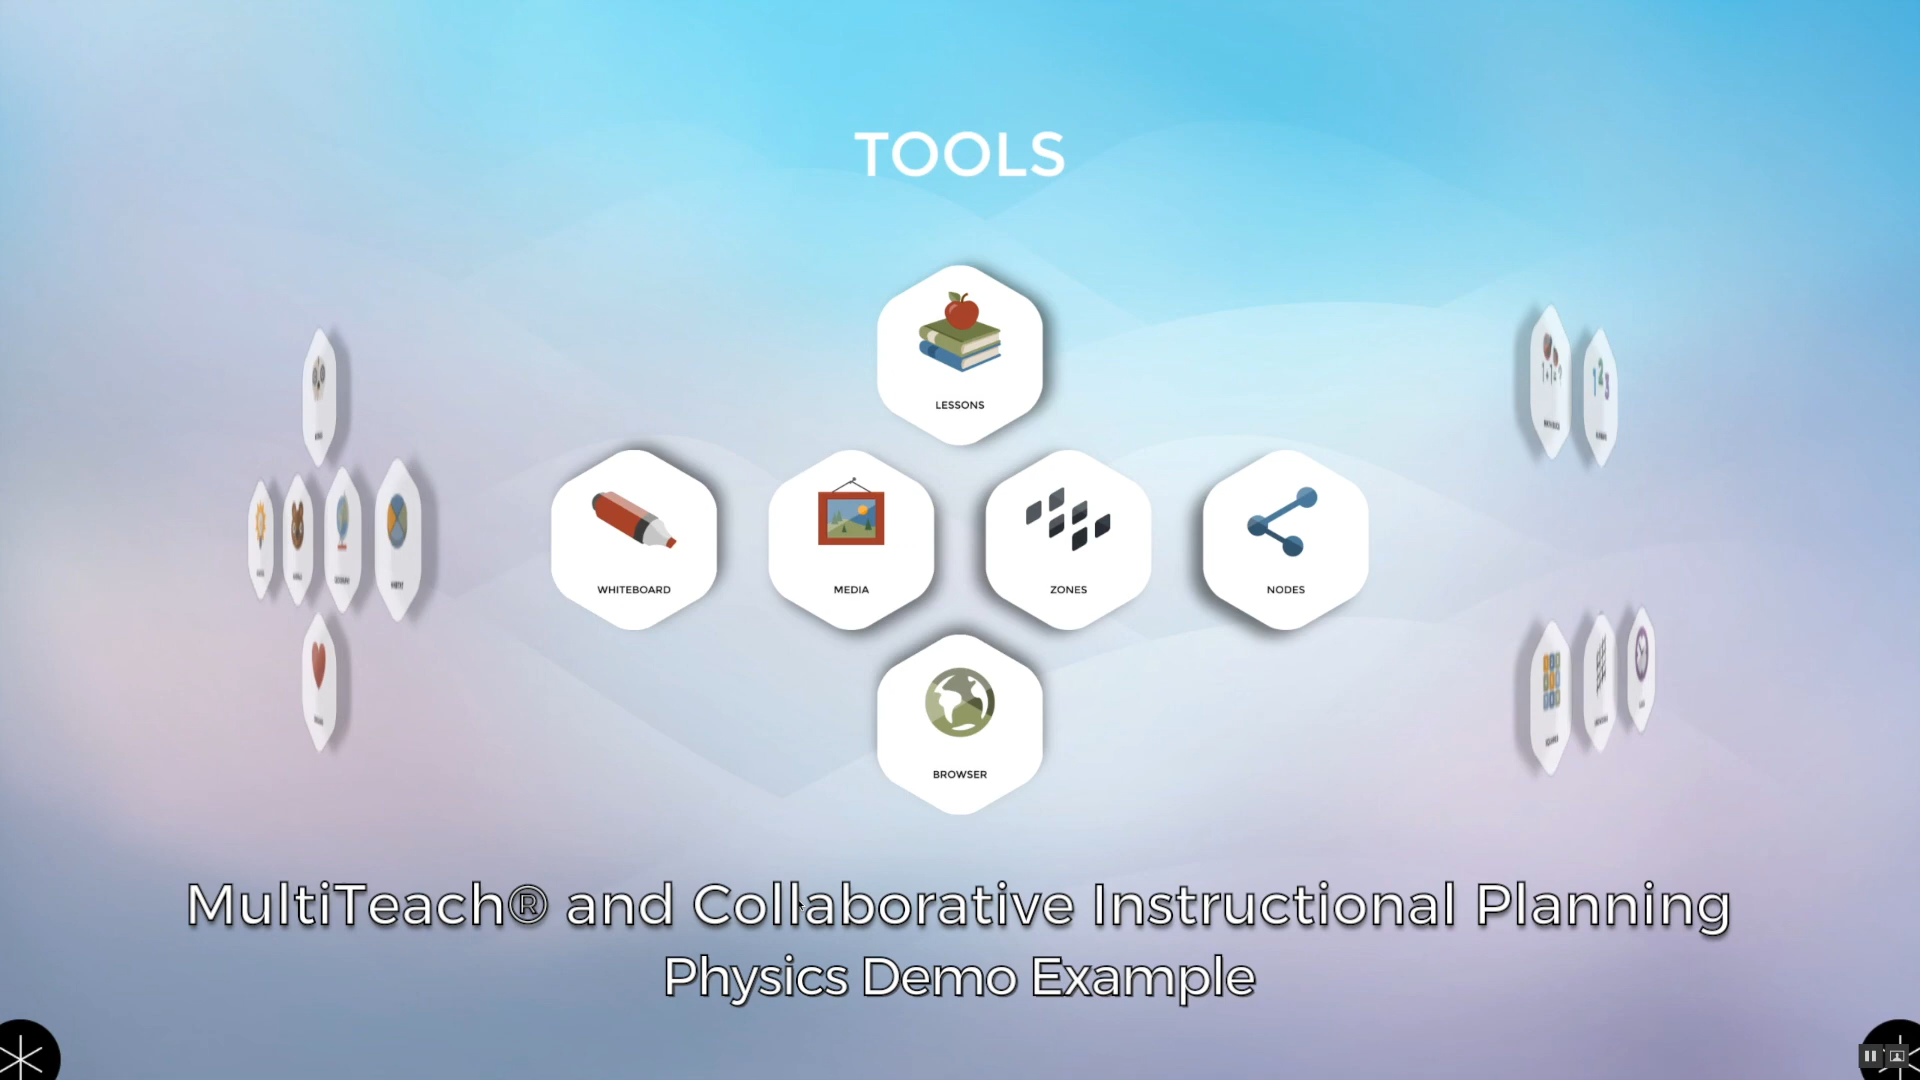 TOOLS
LESSONS
WHITEBOARD
MEDIA
ZONES
NODES
BROWSER
MultiTeach® and Collaborative Instructional Planning
Physics Demo Example